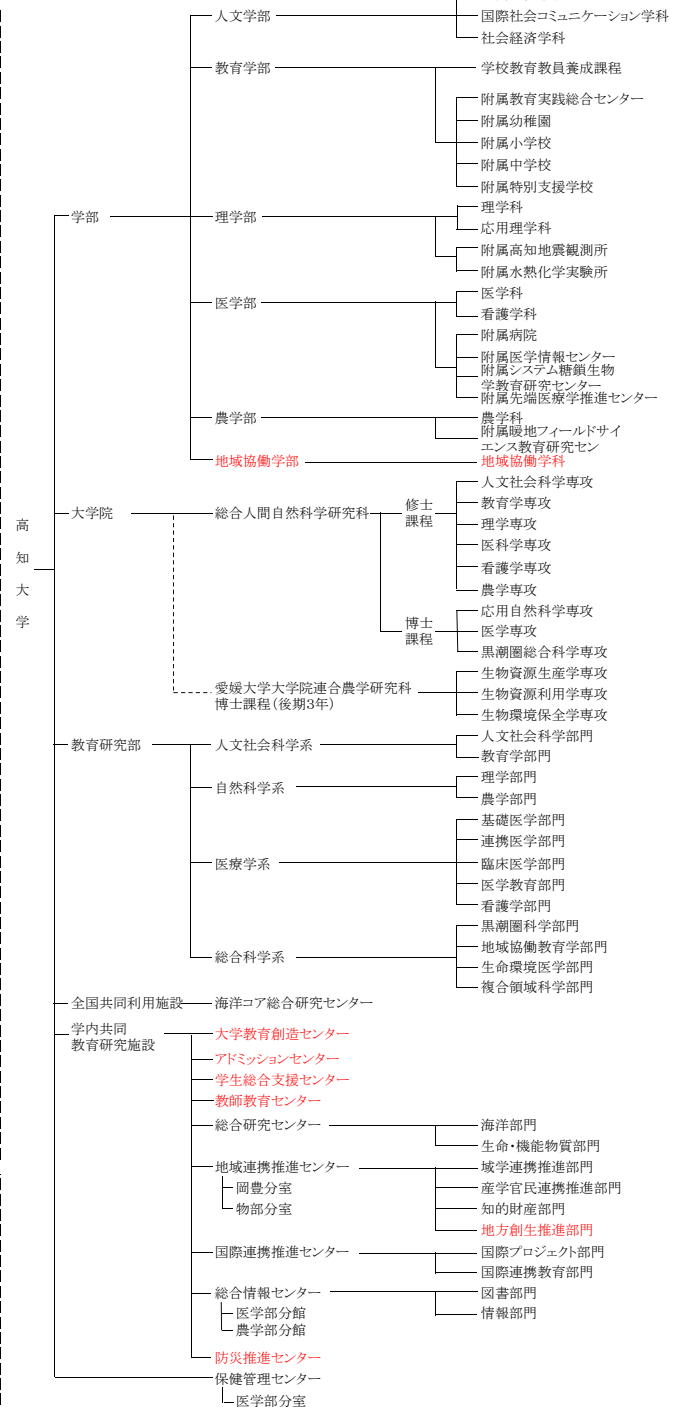 人文学部
国際社会コミュニケーション学科
社会経済学科
教育学部
学校教育教員養成課程
附属教育実践総合センター
附属幼稚園
附属小学校
附属中学校
附属特別支援学校
学部
理学部
理学科
応用理学科
附属高知地震観測所
附属水熱化学実験所
医学部
医学科
看護学科
附属病院
附属医学情報センター
附属システム糖鎖生物
学教育研究センター
附属先端医療学推進センター
農学部
農学科
附属暖地フィールドサイ
エンス教育研究セン
地域協働学部
地域協働学科
高知大学
大学院
総合人間自然科学研究科
修士
課程
人文社会科学専攻
教育学専攻
理学専攻
医科学専攻
看護学専攻
農学専攻
博士
課程
応用自然科学専攻
医学専攻
黒潮圏総合科学専攻
愛媛大学大学院連合農学研究科
博士課程(後期3年)
生物資源生産学専攻
生物資源利用学専攻
生物環境保全学専攻
教育研究部
人文社会科学系
人文社会科学部門
教育学部門
自然科学系
理学部門
農学部門
医療学系
基礎医学部門
連携医学部門
臨床医学部門
医学教育部門
看護学部門
総合科学系
黒潮圏科学部門
地域協働教育学部門
生命環境医学部門
複合領域科学部門
全国共同利用施設
海洋コア総合研究センター
学内共同
教育研究施設
大学教育創造センター
アドミッションセンター
学生総合支援センター
教師教育センター
総合研究センター
海洋部門
生命・機能物質部門
地域連携推進センター
岡豊分室
物部分室
域学連携推進部門
産学官民連携推進部門
知的財産部門
地方創生推進部門
国際連携推進センター
国際プロジェクト部門
国際連携教育部門
総合情報センター
医学部分館
農学部分館
図書部門
情報部門
防災推進センター
保健管理センター
医学部分室